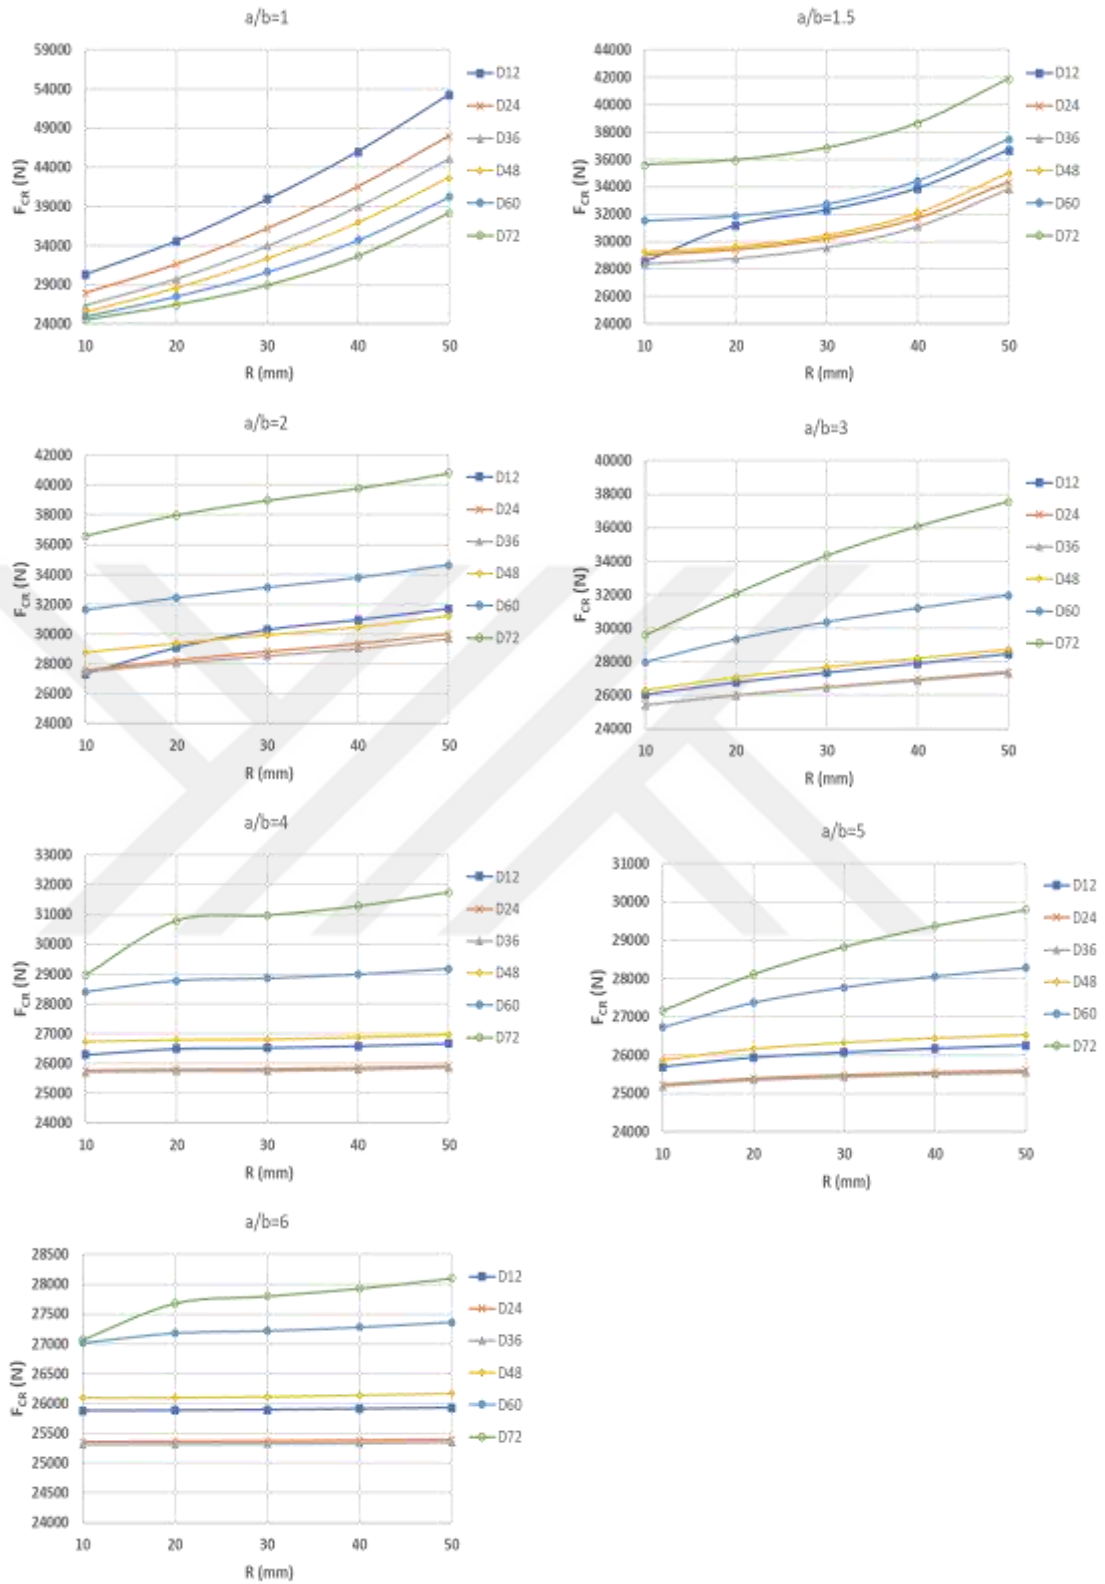 a/b=1
59000
54000
49000
44000
39000
34000
29000
24000
F_CR (N)
10 20 30 40 50
R (mm)
D12
D24
D36
D48
D60
D72
a/b=1.5
44000
42000
40000
38000
36000
34000
32000
30000
28000
26000
24000
F_CR (N)
10 20 30 40 50
R (mm)
D12
D24
D36
D48
D60
D72
a/b=2
42000
40000
38000
36000
34000
32000
30000
28000
26000
24000
F_CR (N)
10 20 30 40 50
R (mm)
D12
D24
D36
D48
D60
D72
a/b=3
40000
38000
36000
34000
32000
30000
28000
26000
24000
F_CR (N)
10 20 30 40 50
R (mm)
D12
D24
D36
D48
D60
D72
a/b=4
33000
32000
31000
30000
29000
28000
27000
26000
25000
24000
F_CR (N)
10 20 30 40 50
R (mm)
D12
D24
D36
D48
D60
D72
a/b=5
31000
30000
29000
28000
27000
26000
25000
24000
F_CR (N)
10 20 30 40 50
R (mm)
D12
D24
D36
D48
D60
D72
a/b=6
28500
28000
27500
27000
26500
26000
25500
25000
24500
24000
F_CR (N)
10 20 30 40 50
R (mm)
D12
D24
D36
D48
D60
D72